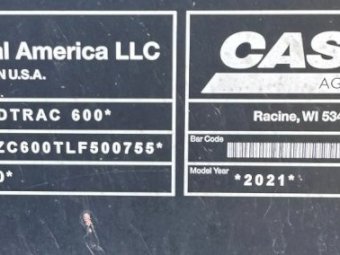 al America LLC
N U.S.A.
DTRAC 600*
ZC600TLF500755*
0*
CAS
AG
Racine, WI 534
Bar Code
Model Year
*2021*